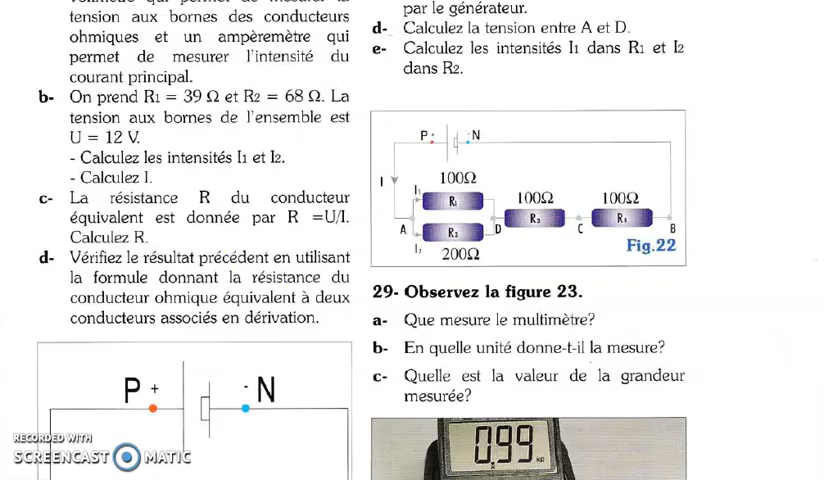 tension aux bornes des conducteurs
ohmiques et un ampèremètre qui
permet de mesurer l'intensité du
courant principal.
b- On prend R1 = 39 Ω et R2 = 68 Ω. La
tension aux bornes de l'ensemble est
U = 12 V.
- Calculez les intensités I1 et I2.
- Calculez I.
c- La résistance R du conducteur
équivalent est donnée par R =U/I.
Calculez R.
d- Vérifiez le résultat précédent en utilisant
la formule donnant la résistance du
conducteur ohmique équivalent à deux
conducteurs associés en dérivation.
P + - N
RECORDED WITH
SCREENCAST MATIC
par le générateur.
d- Calculez la tension entre A et D.
e- Calculez les intensités I1 dans R1 et I2
dans R2.
P + - N
I 100Ω 100Ω 100Ω
I1 R1 R3 R4
A R2 D C B
I2 200Ω Fig.22
29- Observez la figure 23.
a- Que mesure le multimètre?
b- En quelle unité donne-t-il la mesure?
c- Quelle est la valeur de la grandeur
mesurée?
0.99 KΩ